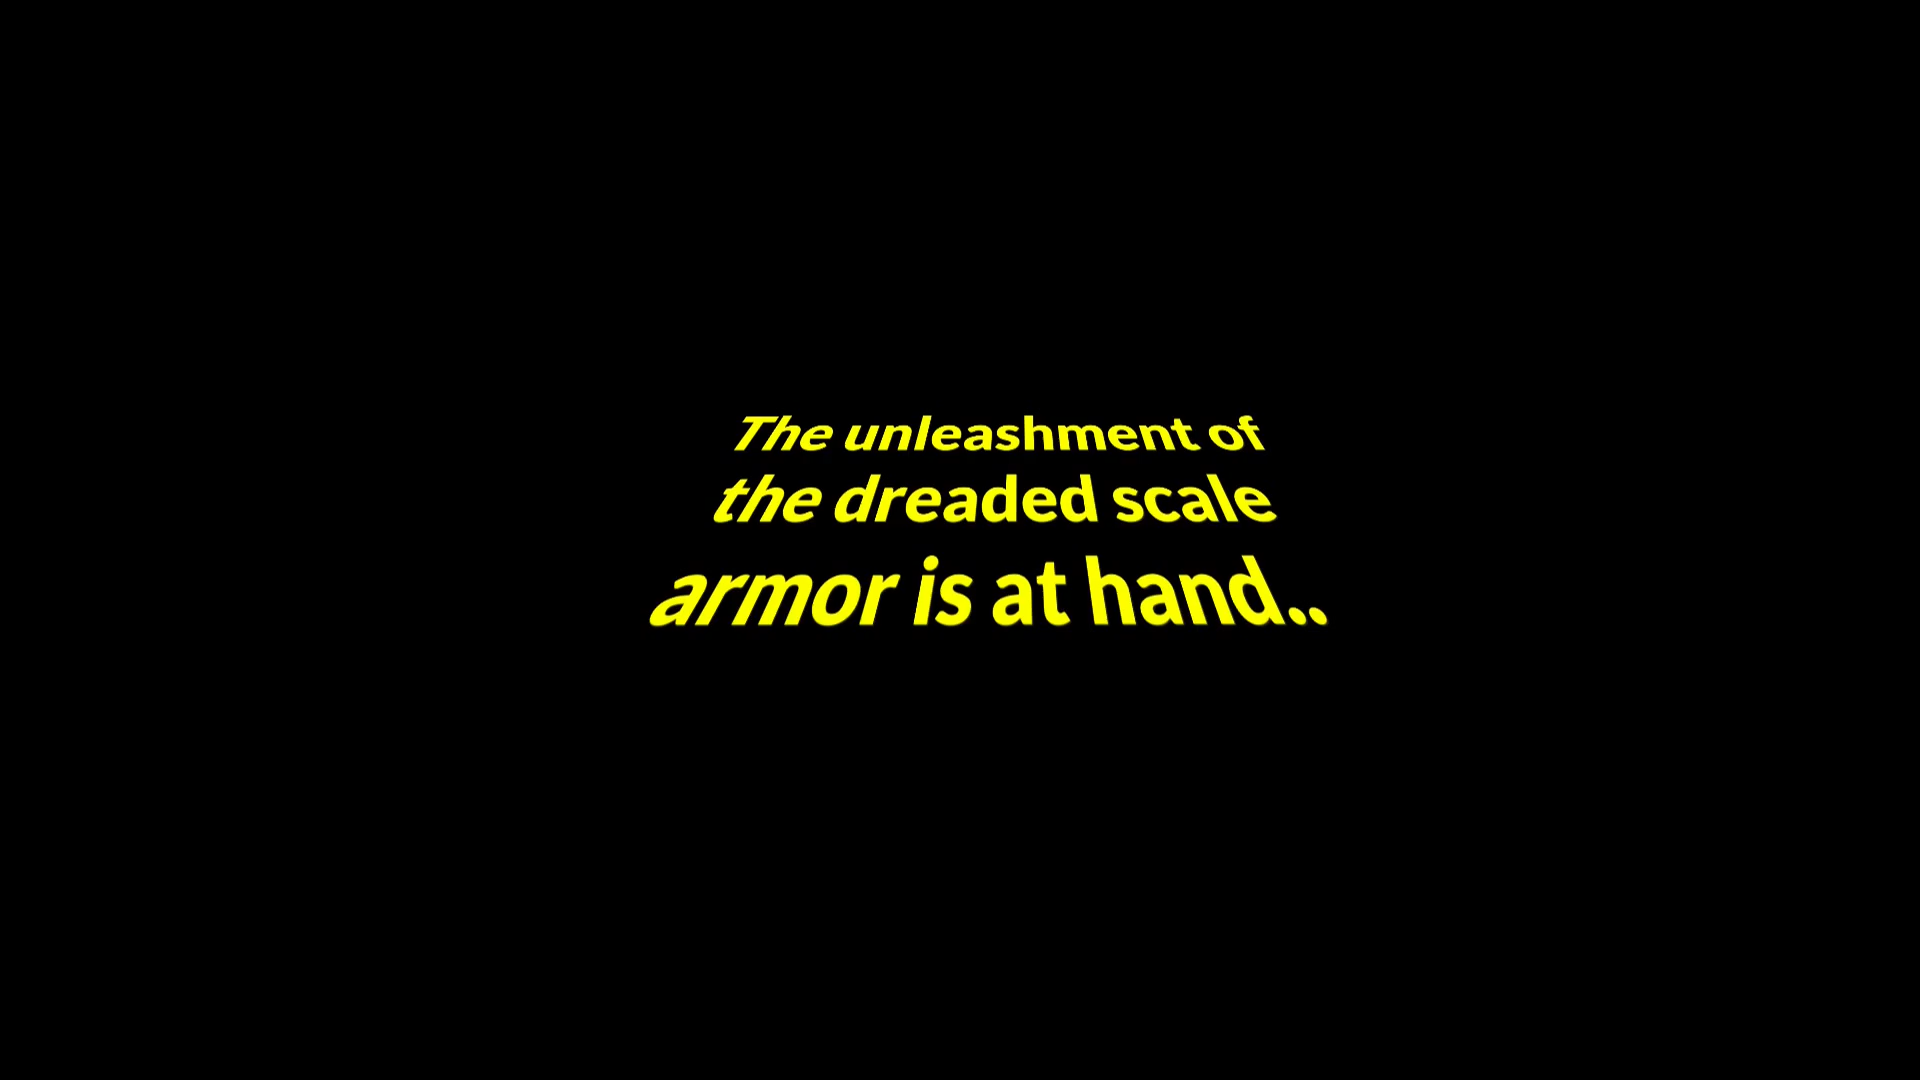 The unleashment of
the dreaded scale
armor is at hand..